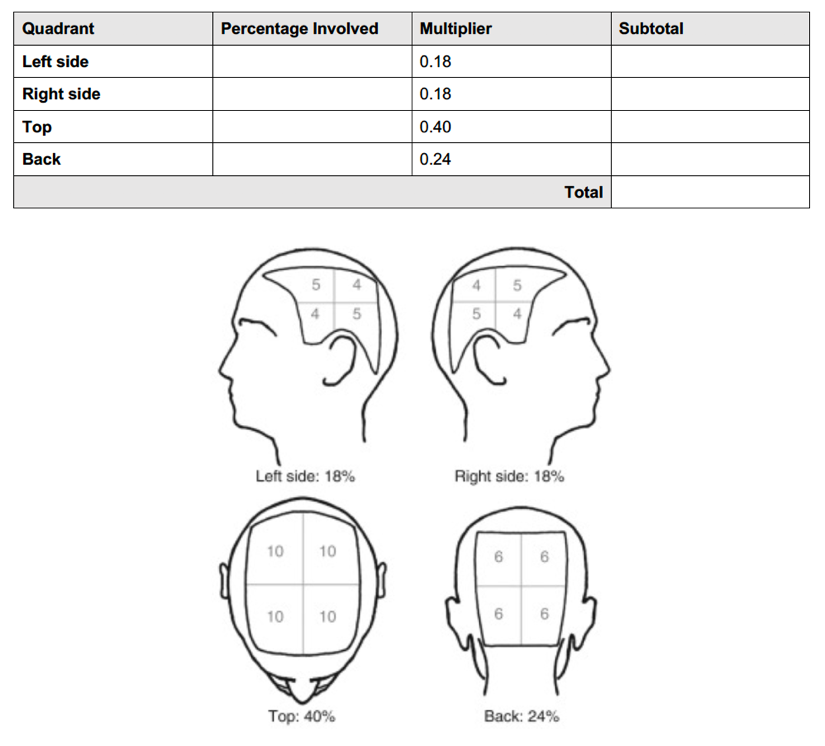 Quadrant Percentage Involved Multiplier Subtotal
Left side 0.18
Right side 0.18
Top 0.40
Back 0.24
Total
5 4 4 5
4 5 5 4
Left side: 18% Right side: 18%
10 10 6 6
10 10 6 6
Top: 40% Back: 24%